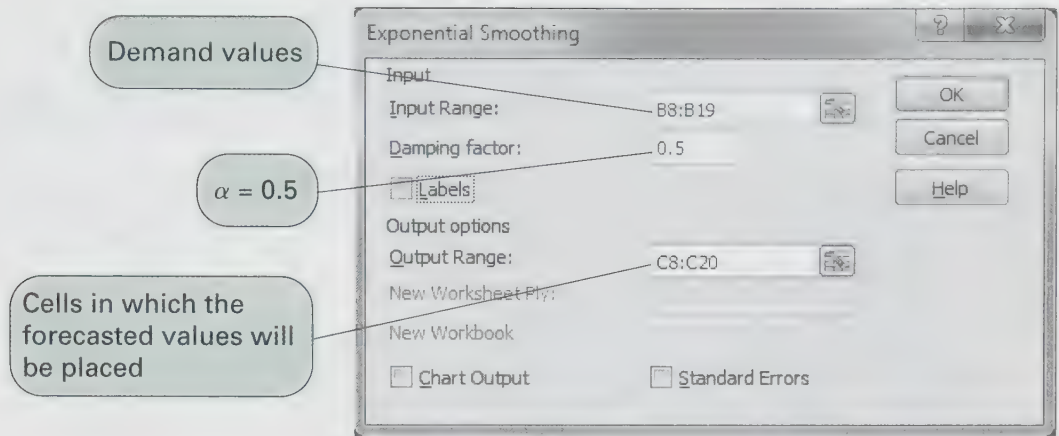 Exponential Smoothing
Demand values
Input
Input Range:
B8:B19
OK
Damping factor:
0.5
Cancel
α = 0.5
Labels
Help
Output options
Output Range:
C8:C20
Cells in which the
forecasted values will
be placed
New Worksheet Ply:
New Workbook
Chart Output
Standard Errors